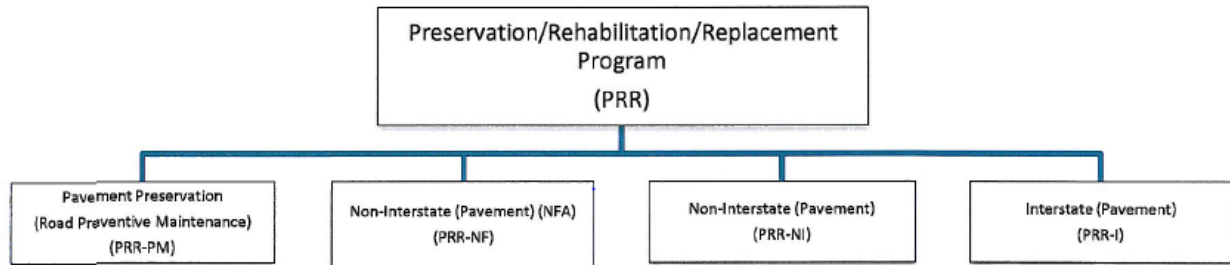 Preservation/Rehabilitation/Replacement
Program
(PRR)
Pavement Preservation
(Road Preventive Maintenance)
(PRR-PM)
Non-Interstate (Pavement) (NFA)
(PRR-NF)
Non-Interstate (Pavement)
(PRR-NI)
Interstate (Pavement)
(PRR-I)